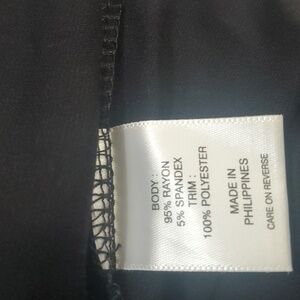 BODY:
95% RAYON
5% SPANDEX
TRIM:
100% POLYESTER
MADE IN
PHILIPPINES
CARE ON REVERSE